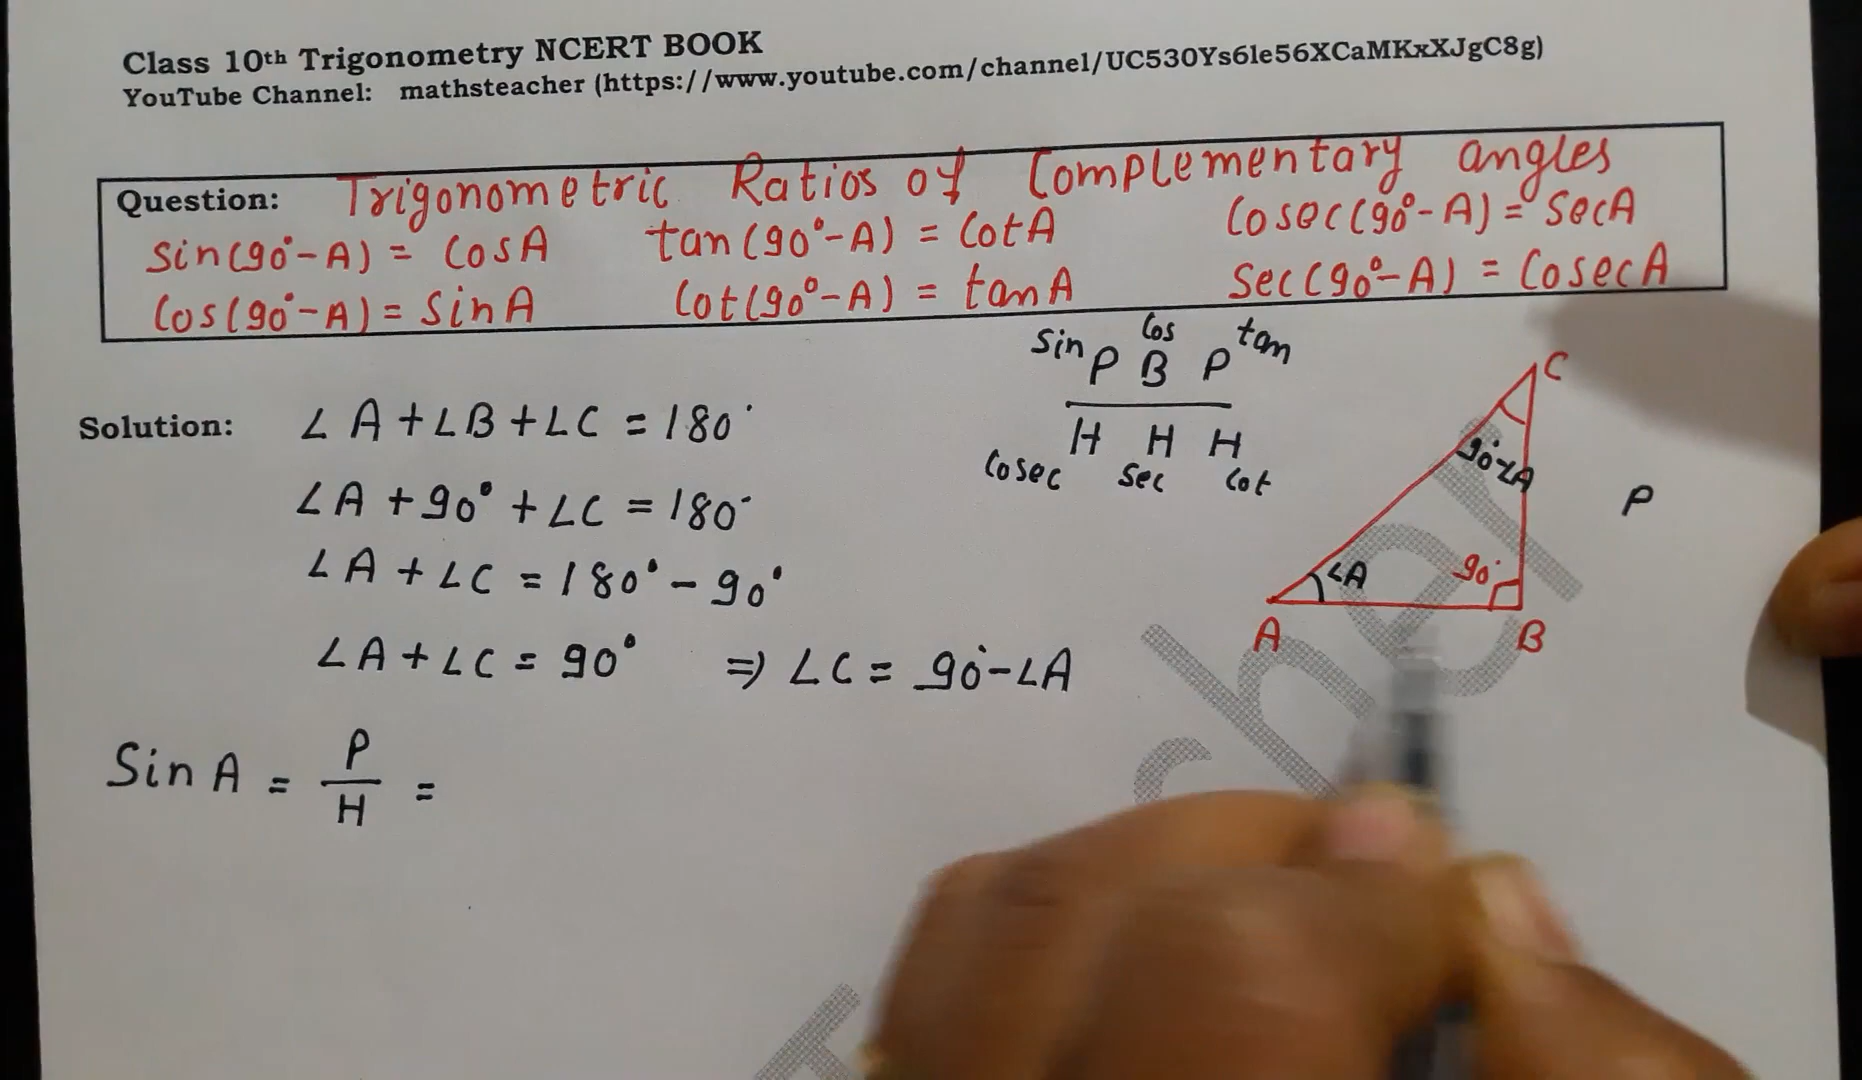 Class 10th Trigonometry NCERT BOOK
YouTube Channel: mathsteacher (https://www.youtube.com/channel/UC530Ys6le56XCaMKxXJgC8g)
Question: Trigonometric Ratios of Complementary angles
sin(90°-A) = CosA tan(90°-A) = CotA Cosec(90°-A) = SecA
Cos(90°-A) = SinA Cot(90°-A) = tanA Sec(90°-A) = CosecA
sin Cos tan
P B P
H H H
Cosec Sec Cot
Solution: ∠A+∠B+∠C = 180°
∠A+90°+∠C = 180°
∠A+∠C = 180°-90°
∠A+∠C = 90° ⇒ ∠C = 90°-∠A
Sin A = P/H =
C
90°-∠A
P
∠A 90°
A B
cher
T